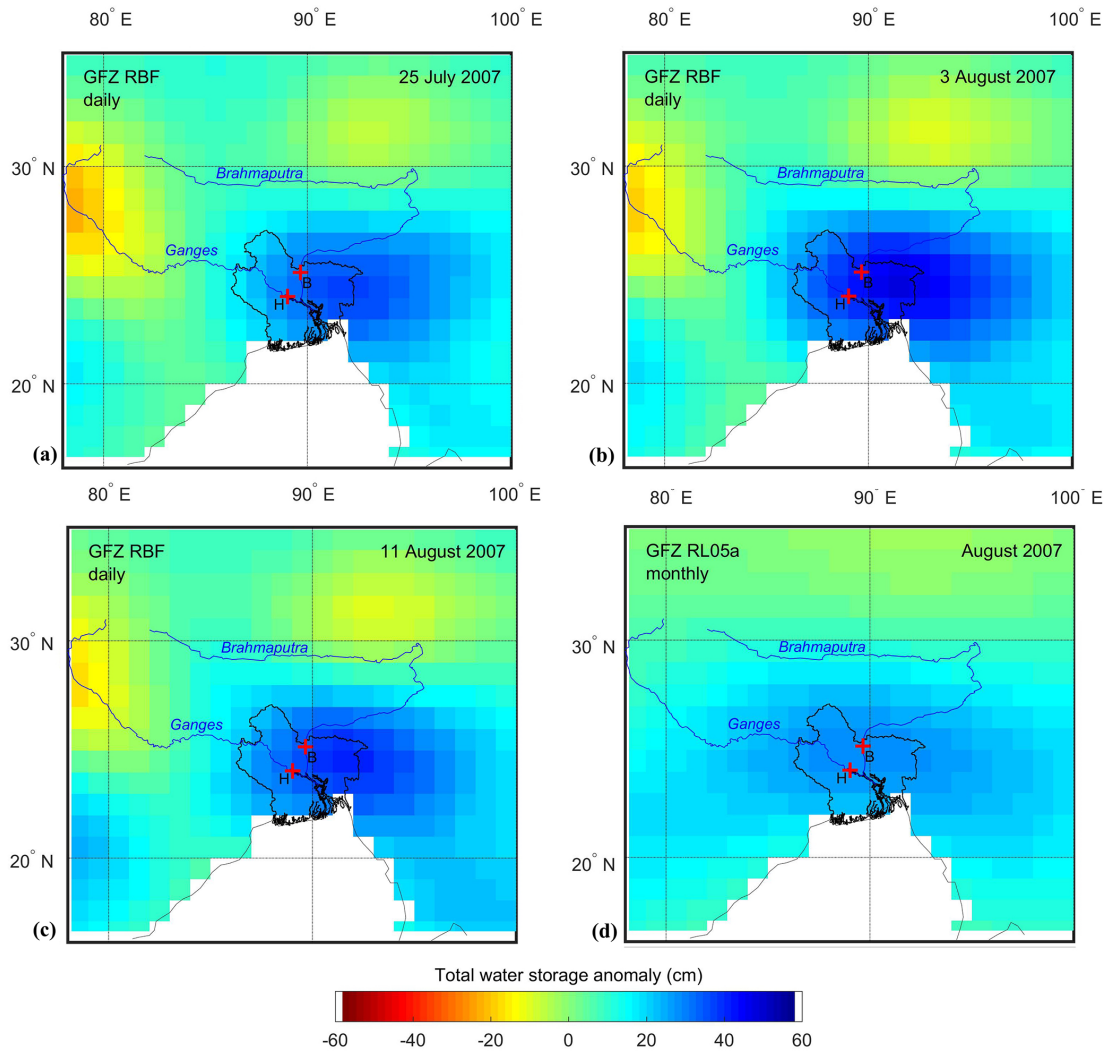 80° E 90° E 100° E 80° E 90° E 100° E
GFZ RBF 25 July 2007
daily
30°
Brahmaputra
Ganges
B
H
20° N
(a)
GFZ RBF 3 August 2007
daily
30°
Brahmaputra
Ganges
B
H
20° N
(b)
80° E 90° E 100° E 80⁻ E 90⁻ E 100⁻ E
GFZ RBF 11 August 2007
daily
30°
Brahmaputra
Ganges
B
H
20° N
(c)
GFZ RL05a August 2007
monthly
30°
Brahmaputra
Ganges
B
H
20° N
(d)
Total water storage anomaly (cm)
-60 -40 -20 0 20 40 60